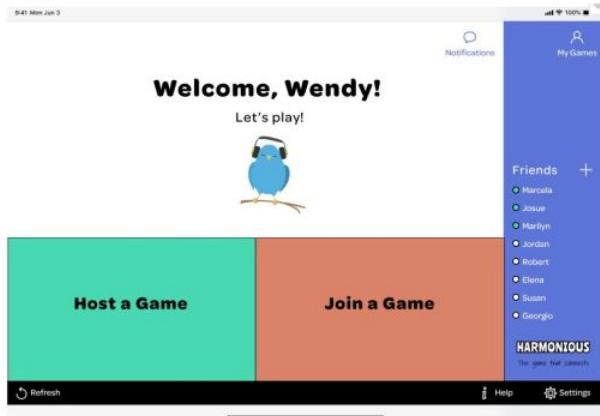 9:41 Mon Jun 3
100%
Notifications
My Games
Welcome, Wendy!
Let's play!
Friends +
Marcela
Josue
Marilyn
Jordan
Robert
Elena
Susan
Georgio
Host a Game
Join a Game
HARMONIOUS
The game that connects
Refresh
Help
Settings